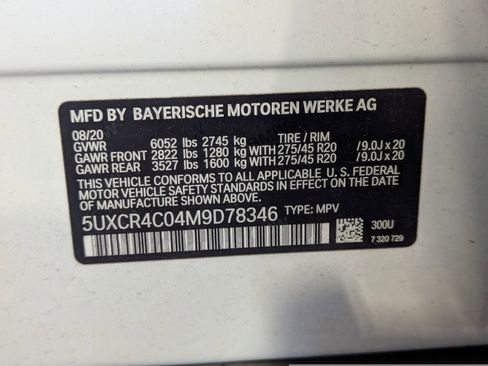 MFD BY BAYERISCHE MOTOREN WERKE AG
08/20
GVWR 6052 lbs 2745 kg TIRE / RIM
GAWR FRONT 2822 lbs 1280 kg WITH 275/45 R20 /9.0J x 20
GAWR REAR 3527 lbs 1600 kg WITH 275/45 R20 /9.0J x 20
THIS VEHICLE CONFORMS TO ALL APPLICABLE U.S. FEDERAL
MOTOR VEHICLE SAFETY STANDARDS IN EFFECT ON THE DATE
OF MANUFACTURE SHOWN ABOVE.
5UXCR4C04M9D78346 TYPE: MPV
300U
7 320 729